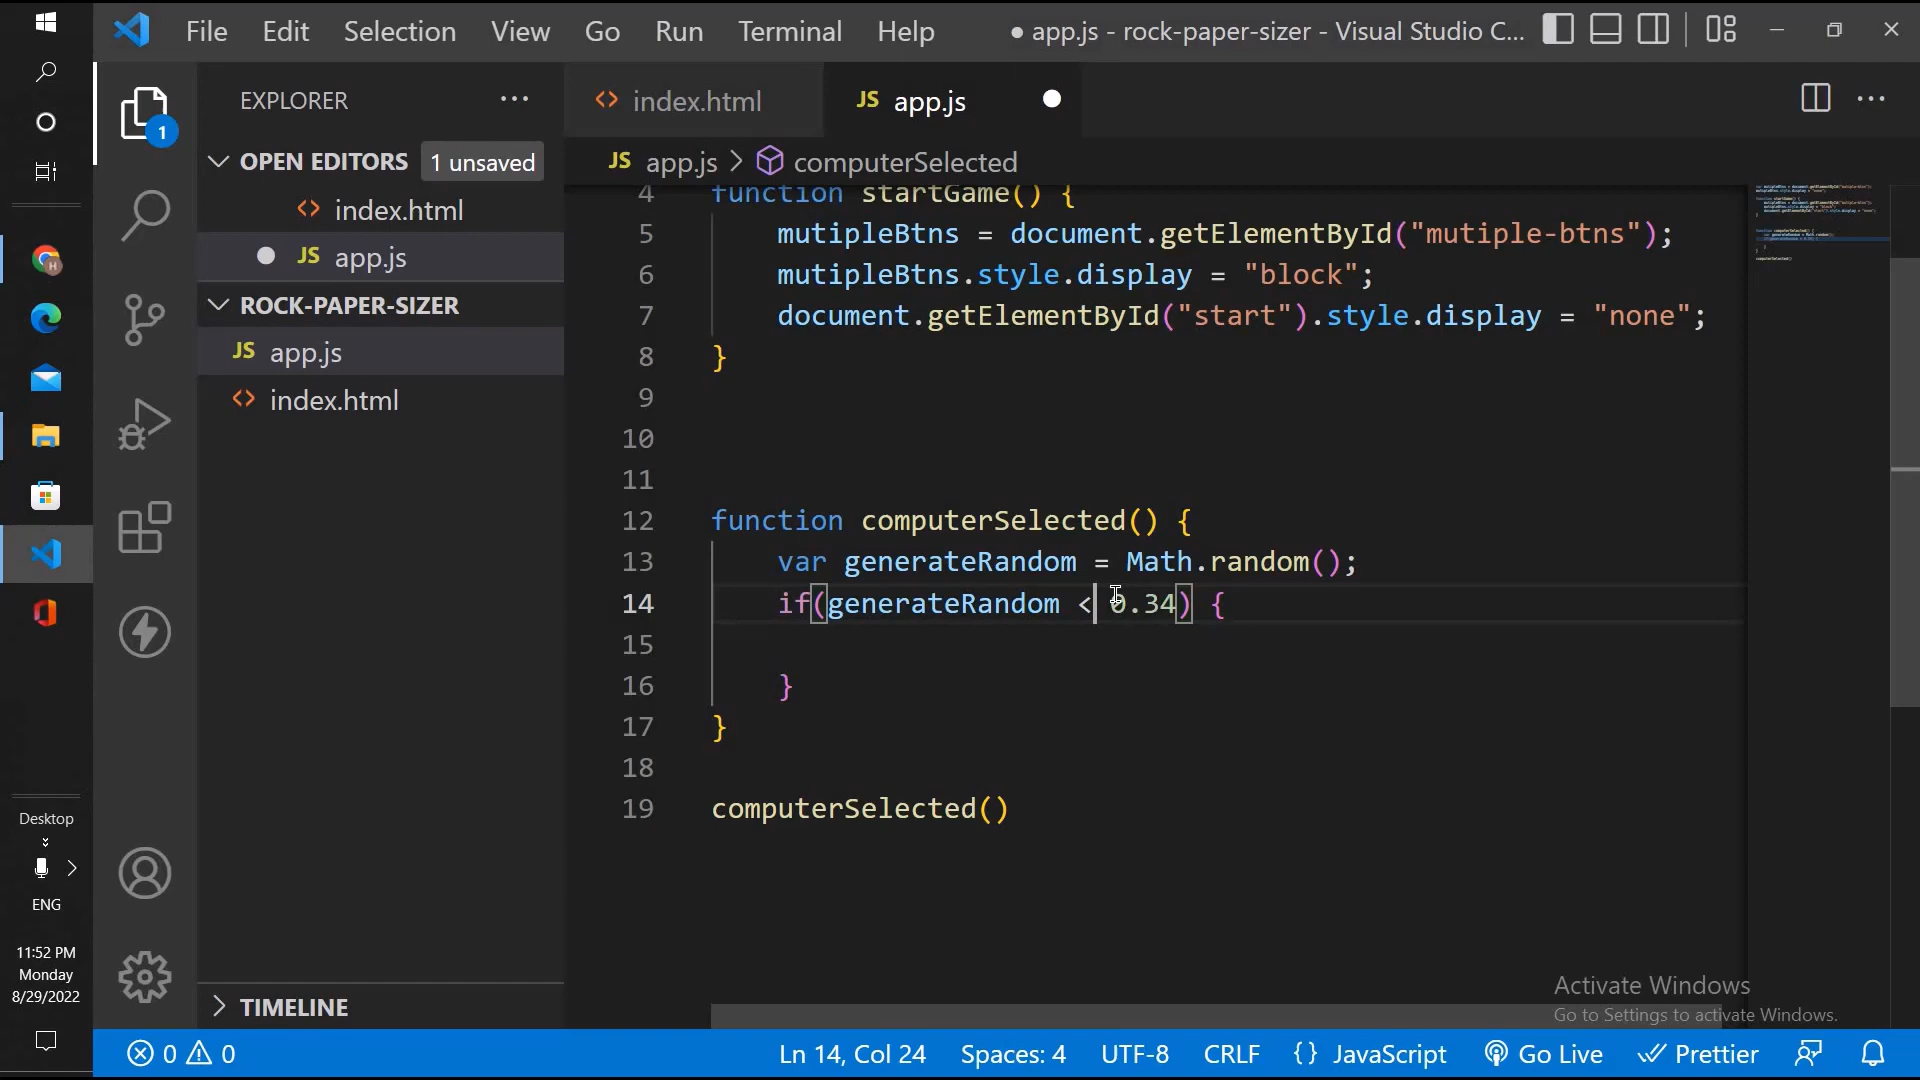 File Edit Selection View Go Run Terminal Help
● app.js - rock-paper-sizer - Visual Studio C...
EXPLORER
index.html
JS app.js
1
OPEN EDITORS 1 unsaved
JS app.js > computerSelected
index.html
JS app.js
ROCK-PAPER-SIZER
JS app.js
index.html
4 function startGame() {
5 mutipleBtns = document.getElementById("mutiple-btns");
6 mutipleBtns.style.display = "block";
7 document.getElementById("start").style.display = "none";
8 }
9
10
11
12 function computerSelected() {
13 var generateRandom = Math.random();
14 if(generateRandom < 0.34) {
15
16 }
17 }
18
19 computerSelected()
Desktop
ENG
11:52 PM
Monday
8/29/2022
TIMELINE
Activate Windows
Go to Settings to activate Windows.
0 0
Ln 14, Col 24 Spaces: 4 UTF-8 CRLF {} JavaScript Go Live Prettier